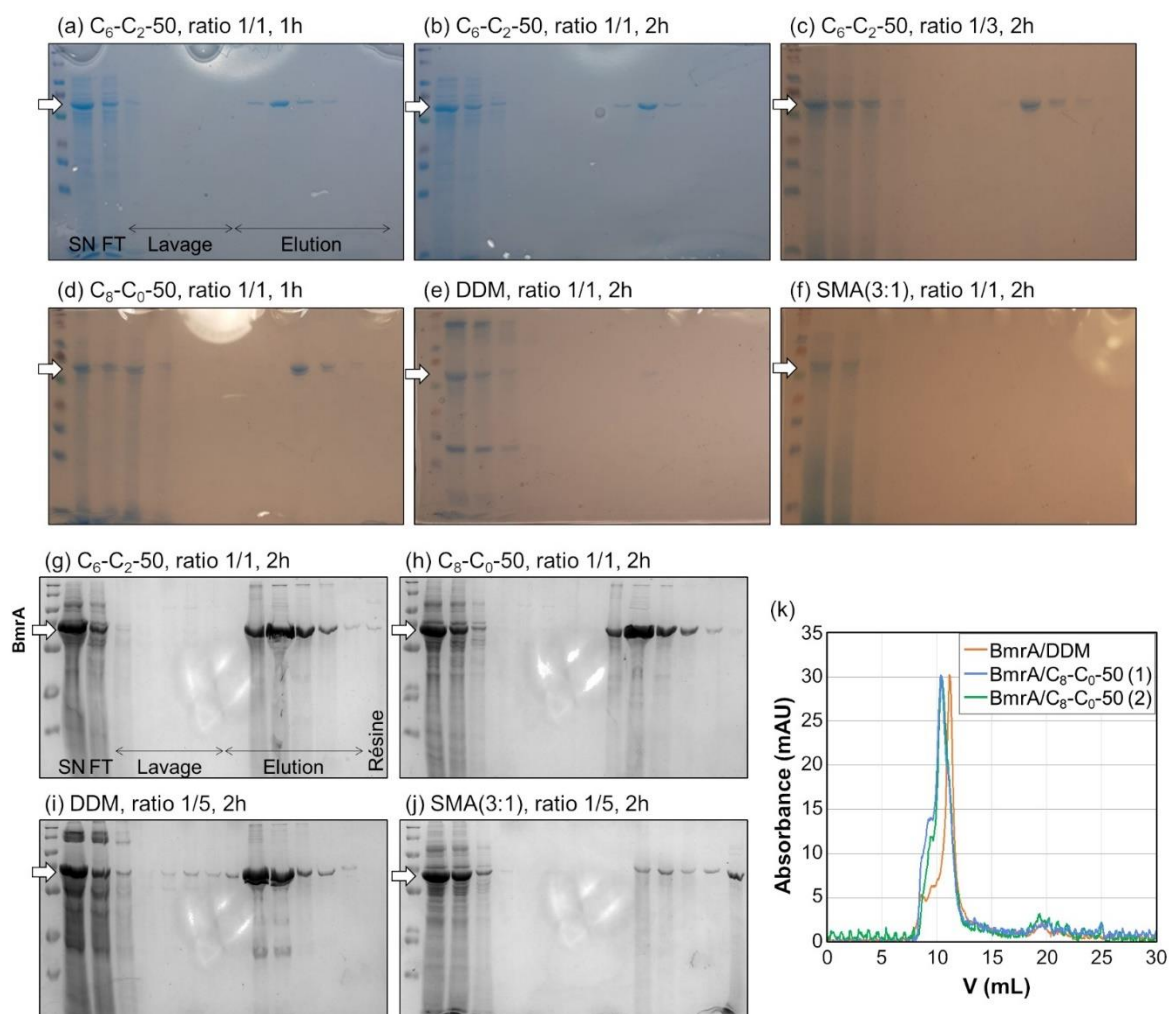 (a) C₆-C₂-50, ratio 1/1, 1h
(b) C₆-C₂-50, ratio 1/1, 2h
(c) C₆-C₂-50, ratio 1/3, 2h
SN FT Lavage Elution
(d) C₈-C₀-50, ratio 1/1, 1h
(e) DDM, ratio 1/1, 2h
(f) SMA(3:1), ratio 1/1, 2h
(g) C₆-C₂-50, ratio 1/1, 2h
(h) C₈-C₀-50, ratio 1/1, 2h
BmrA
SN FT Lavage Elution
Résine
(i) DDM, ratio 1/5, 2h
(j) SMA(3:1), ratio 1/5, 2h
(k)
35
30
25
20
15
10
5
0
Absorbance (mAU)
BmrA/DDM
BmrA/C₈-C₀-50 (1)
BmrA/C₈-C₀-50 (2)
0 5 10 15 20 25 30
V (mL)